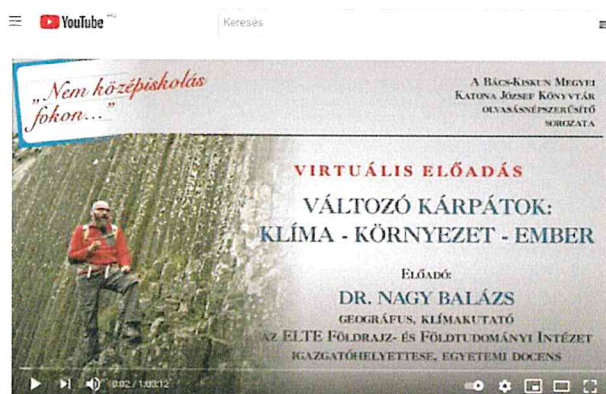 YouTube HU
Keresés
„Nem középiskolás
fokon..."
A BÁCS-KISKUN MEGYEI
KATONA JÓZSEF KÖNYVTÁR
OLVASÁSNÉPSZERŰSÍTŐ
SOROZATA
VIRTUÁLIS ELŐADÁS
VÁLTOZÓ KÁRPÁTOK:
KLÍMA - KÖRNYEZET - EMBER
ELŐADÓ:
DR. NAGY BALÁZS
GEOGRÁFUS, KLÍMAKUTATÓ
AZ ELTE FÖLDRAJZ- ÉS FÖLDTUDOMÁNYI INTÉZET
IGAZGATÓHELYETTESE, EGYETEMI DOCENS
0:02 / 1:03:12